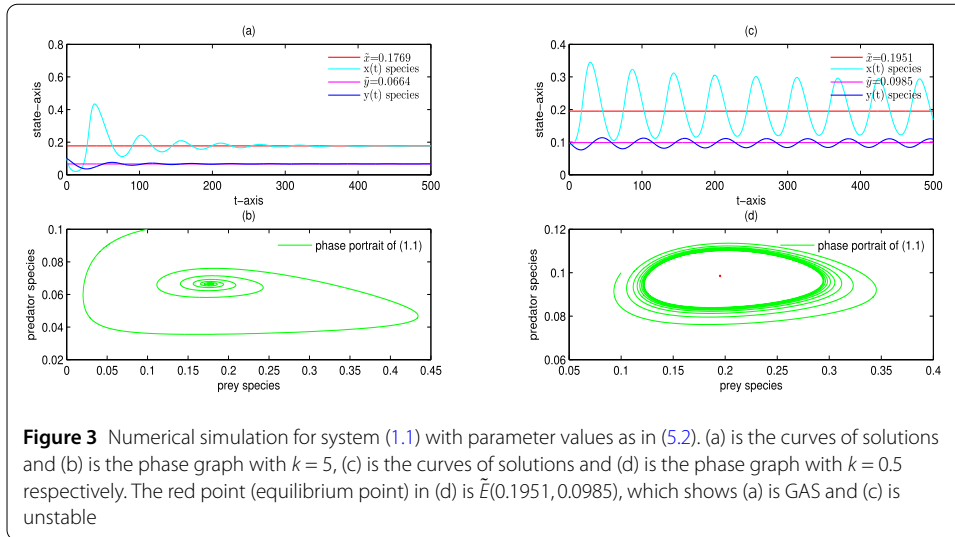 (a)
0.8
0.6
0.4
0.2
0
state−axis
x̃=0.1769
x(t) species
ỹ=0.0664
y(t) species
0 100 200 300 400 500
t−axis
(c)
0.4
0.3
0.2
0.1
0
state−axis
x̃=0.1951
x(t) species
ỹ=0.0985
y(t) species
0 100 200 300 400 500
t−axis
(b)
0.1
0.08
0.06
0.04
0.02
predator species
phase portrait of (1.1)
0 0.05 0.1 0.15 0.2 0.25 0.3 0.35 0.4 0.45
prey species
(d)
0.12
0.1
0.08
0.06
predator species
phase portrait of (1.1)
0.05 0.1 0.15 0.2 0.25 0.3 0.35 0.4
prey species
Figure 3 Numerical simulation for system (1.1) with parameter values as in (5.2). (a) is the curves of solutions
and (b) is the phase graph with k = 5, (c) is the curves of solutions and (d) is the phase graph with k = 0.5
respectively. The red point (equilibrium point) in (d) is Ẽ(0.1951, 0.0985), which shows (a) is GAS and (c) is
unstable